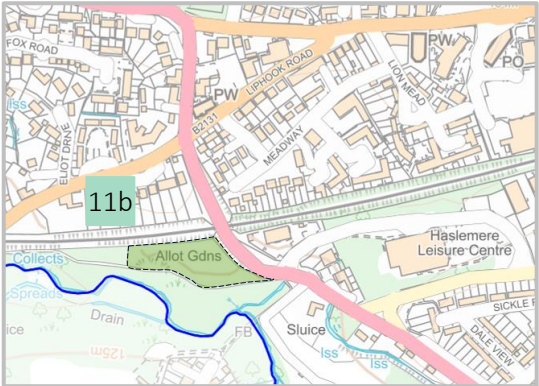 FOX ROAD
PW
PO
LION MEAD
Iss
PW
LIPHOOK ROAD
B2131
ELIOT DRIVE
MEADWAY
11b
Haslemere
Leisure Centre
Collects
Allot Gdns
Spreads
Drain
FB
Sluice
SICKLE R
ice
125m
Iss
Iss
DALE VIEW